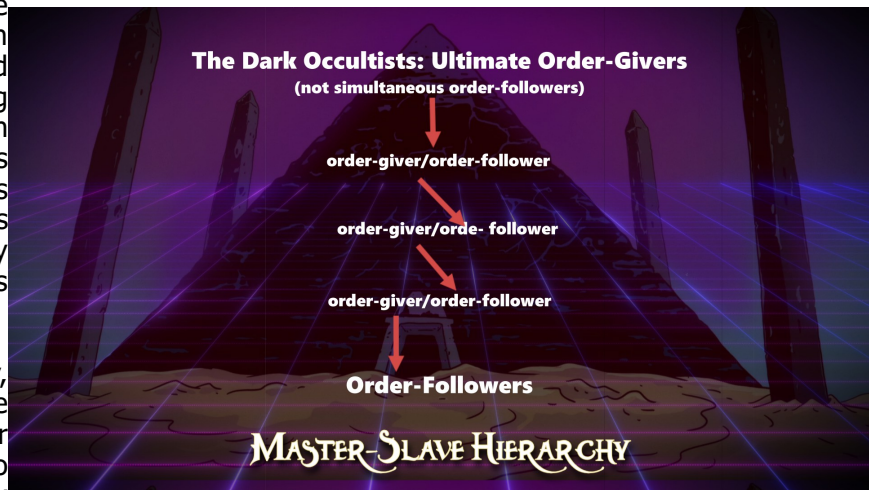 The Dark Occultists: Ultimate Order-Givers
(not simultaneous order-followers)
order-giver/order-follower
order-giver/orde- follower
order-giver/order-follower
Order-Followers
Master-Slave Hierarchy